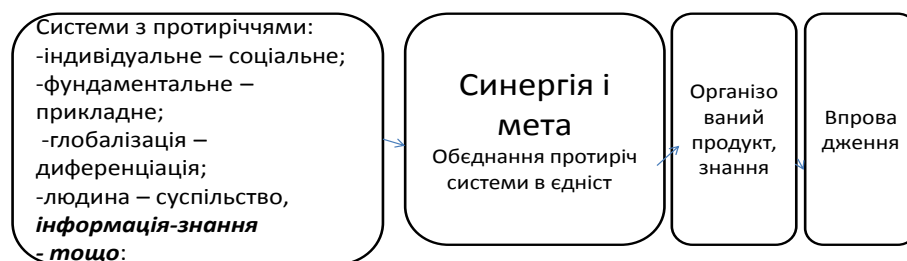 Системи з протиріччями:
-індивідуальне – соціальне;
-фундаментальне –
прикладне;
-глобалізація –
диференціація;
-людина – суспільство,
інформація-знання
- тощо:
Синергія і
мета
Обєднання протиріч
системи в єдніст
Організо
ваний
продукт,
знання
Впрова
дження